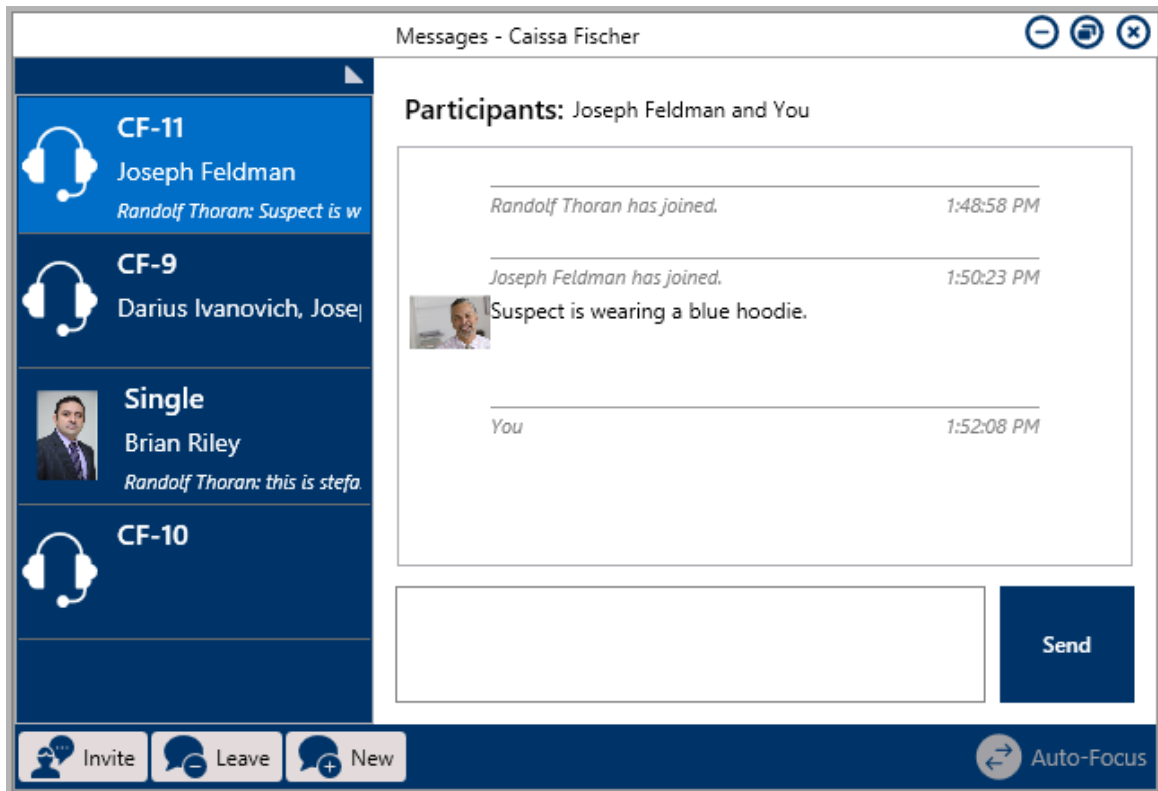 Messages - Caissa Fischer
CF-11
Joseph Feldman
Randolf Thoran: Suspect is w
CF-9
Darius Ivanovich, Josep
Single
Brian Riley
Randolf Thoran: this is stefa.
CF-10
Participants: Joseph Feldman and You
Randolf Thoran has joined. 1:48:58 PM
Joseph Feldman has joined. 1:50:23 PM
Suspect is wearing a blue hoodie.
You 1:52:08 PM
Send
Invite
Leave
New
Auto-Focus